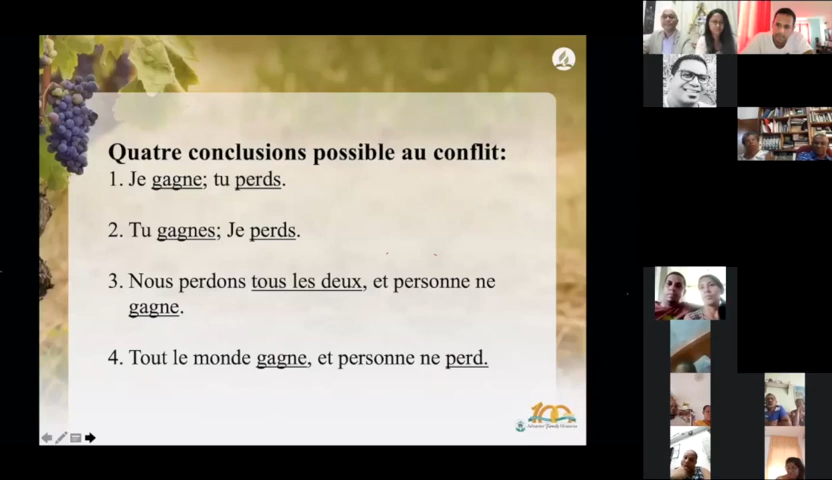 Quatre conclusions possible au conflit:
1. Je gagne; tu perds.
2. Tu gagnes; Je perds.
3. Nous perdons tous les deux, et personne ne
gagne.
4. Tout le monde gagne, et personne ne perd.
100